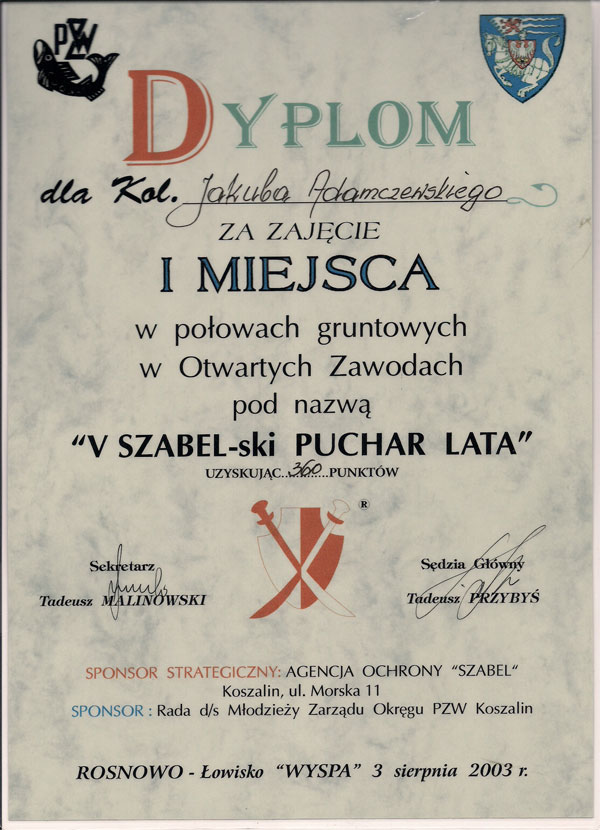 PZW
DYPLOM
dla Kol. Jakuba Adamczewskiego
ZA ZAJĘCIE
I MIEJSCA
w połowach gruntowych
w Otwartych Zawodach
pod nazwą
“V SZABEL-ski PUCHAR LATA”
UZYSKUJĄC..360......PUNKTÓW
®
Sekretarz
Tadeusz MALINOWSKI
Sędzia Główny
Tadeusz PRZYBYŚ
SPONSOR STRATEGICZNY: AGENCJA OCHRONY “SZABEL“
Koszalin, ul. Morska 11
SPONSOR : Rada d/s Młodzieży Zarządu Okręgu PZW Koszalin
ROSNOWO - Łowisko “WYSPA” 3 sierpnia 2003 r.